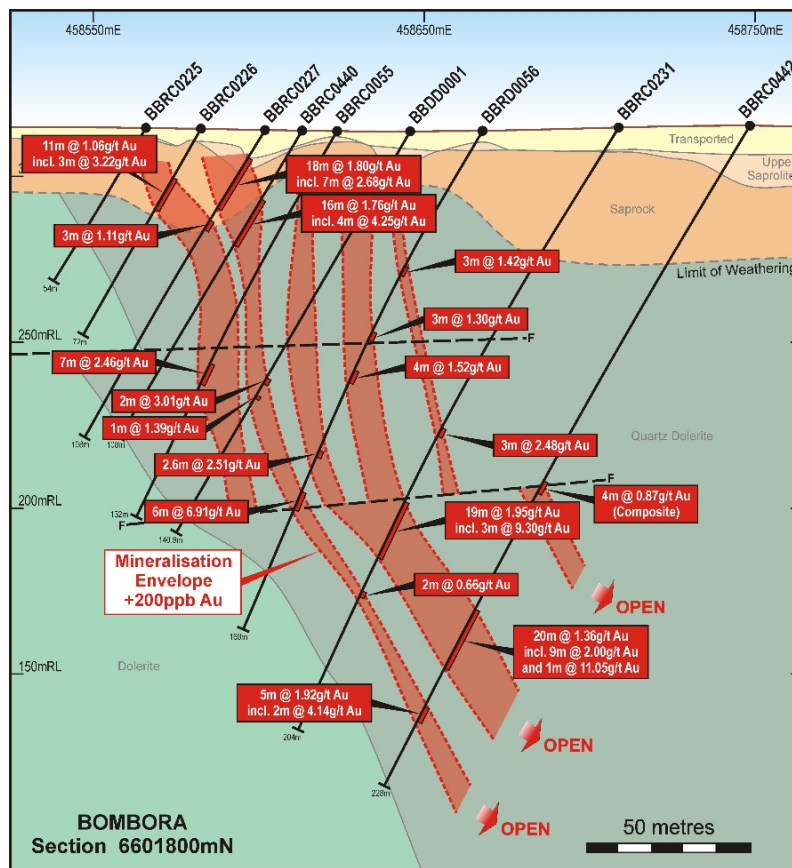 458550mE
458650mE
458750mE
BBRC0225
BBRC0226
BBRC0227
BBRC0440
BBRC0055
BBDD0001
BBRD0056
BBRC0231
BBRC0442
Transported
Upper
Saprolite
Saprock
Limit of Weathering
11m @ 1.06g/t Au
incl. 3m @ 3.22g/t Au
18m @ 1.80g/t Au
incl. 7m @ 2.68g/t Au
16m @ 1.76g/t Au
incl. 4m @ 4.25g/t Au
3m @ 1.11g/t Au
3m @ 1.42g/t Au
54m
3m @ 1.30g/t Au
72m
250mRL
F
7m @ 2.46g/t Au
4m @ 1.52g/t Au
2m @ 3.01g/t Au
1m @ 1.39g/t Au
108m
108m
3m @ 2.48g/t Au
Quartz Dolerite
2.6m @ 2.51g/t Au
F
200mRL
132m
F
6m @ 6.91g/t Au
4m @ 0.87g/t Au
(Composite)
19m @ 1.95g/t Au
incl. 3m @ 9.30g/t Au
140.9m
Mineralisation
Envelope
+200ppb Au
2m @ 0.66g/t Au
OPEN
168m
20m @ 1.36g/t Au
incl. 9m @ 2.00g/t Au
and 1m @ 11.05g/t Au
Dolerite
150mRL
5m @ 1.92g/t Au
incl. 2m @ 4.14g/t Au
204m
OPEN
228m
OPEN
BOMBORA
Section 6601800mN
50 metres